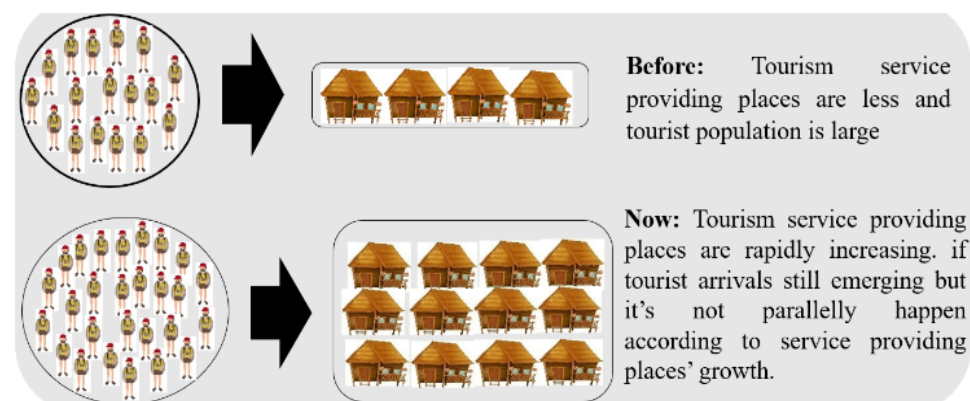 Before: Tourism service
providing places are less and
tourist population is large
Now: Tourism service providing
places are rapidly increasing. if
tourist arrivals still emerging but
it's not parallelly happen
according to service providing
places' growth.